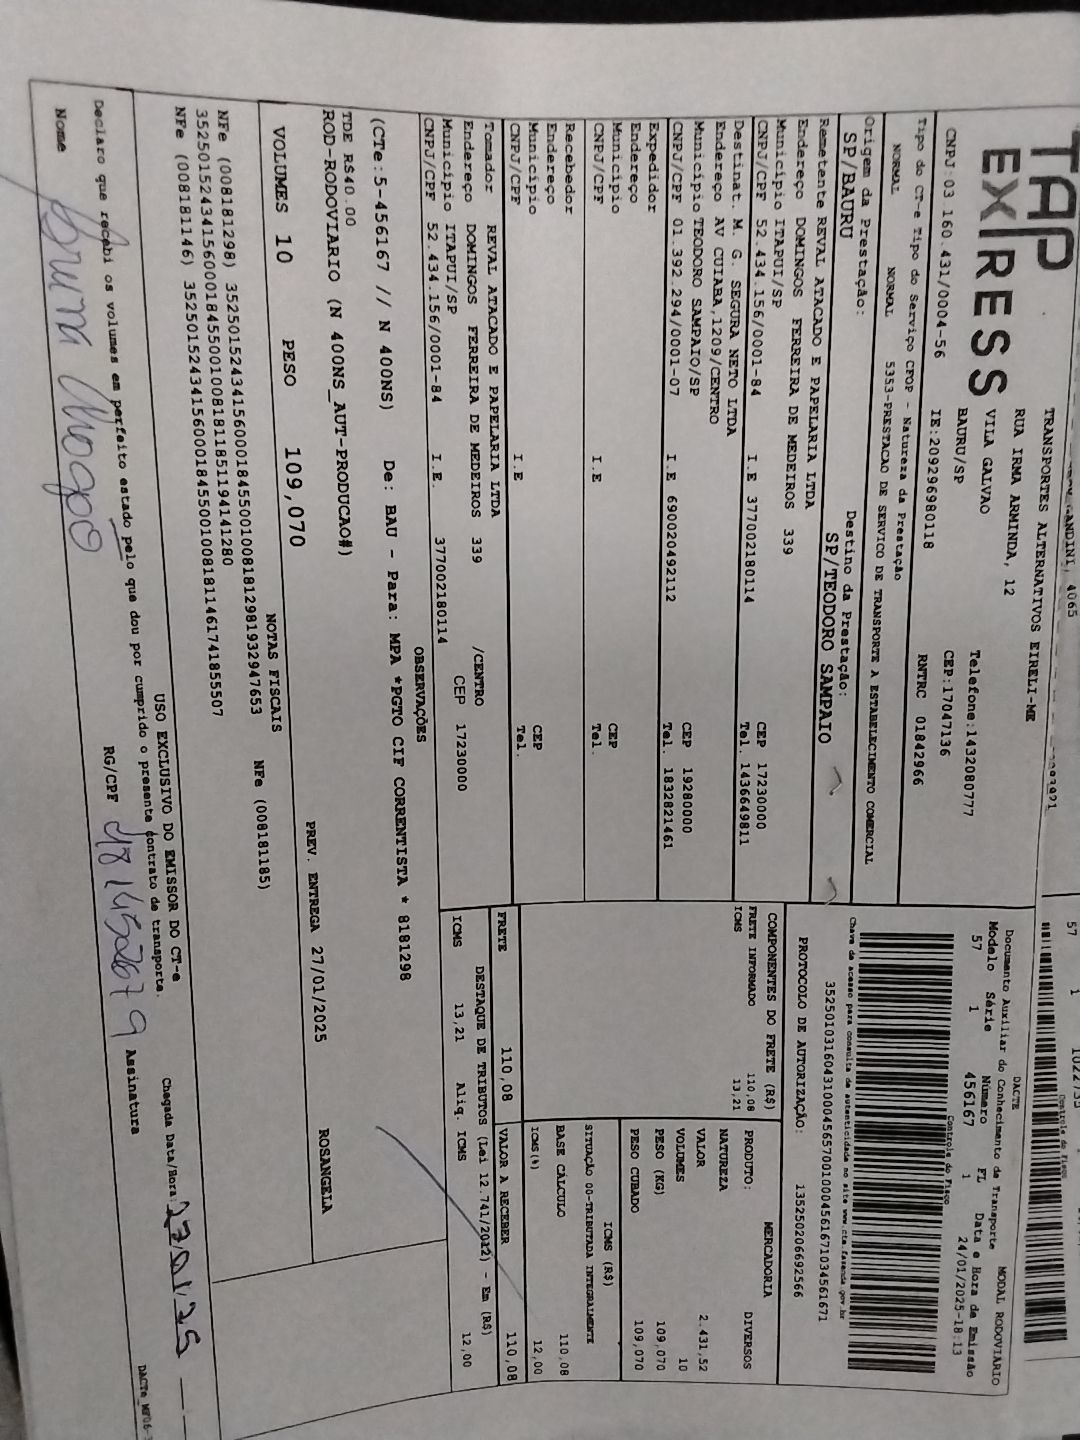 TAP EXPRESS
TRANSPORTES ALTERNATIVOS EIRELI-ME
RUA IRMA ARMINDA, 12
VILA GALVAO
BAURU/SP
Telefone:1432080777
CEP:17047136
CNPJ:03 160.431/0004-56
IE:209296980118
RNTRC 01842966
Tipo do CT-e Tipo do Serviço CFOP - Natureza da Prestação
NORMAL NORMAL 5353-PRESTACAO DE SERVICO DE TRANSPORTE A ESTABELECIMENTO COMERCIAL
Origem da Prestação: Destino da Prestação:
SP/BAURU SP/TEODORO SAMPAIO
Remetente REVAL ATACADO E PAPELARIA LTDA
Endereço DOMINGOS FERREIRA DE MEDEIROS 339
Município ITAPUI/SP CEP 17230000
CNPJ/CPF 52.434.156/0001-84 I.E 377002180114 Tel. 1436649811
Destinat. M. G. SEGURA NETO LTDA
Endereço AV CUIABA,1209/CENTRO
Município TEODORO SAMPAIO/SP CEP 19280000
CNPJ/CPF 01.392.294/0001-07 I.E 69002049​2112 Tel. 1832821461
Expedidor
Endereço
Município CEP
CNPJ/CPF I.E Tel.
Recebedor
Endereço
Município CEP
CNPJ/CPF I.E Tel.
Tomador REVAL ATACADO E PAPELARIA LTDA
Endereço DOMINGOS FERREIRA DE MEDEIROS 339 /CENTRO
Município ITAPUI/SP CEP 17230000
CNPJ/CPF 52.434.156/0001-84 I.E. 377002180114
DACTE
Documento Auxiliar do Conhecimento de Transporte MODAL RODOVIÁRIO
Modelo Série Número FL Data e Hora de Emissão
57 1 456167 1 24/01/2025-18:13
Controle do Fisco
Chave de acesso para consulta de autenticidade no site www.cte.fazenda.gov.br
35250103160431000456570010004561671034561671
PROTOCOLO DE AUTORIZAÇÃO: 135250206692566
COMPONENTES DO FRETE (R$)
FRETE INFORMADO 110,08
ICMS 13,21
MERCADORIA
PRODUTO: DIVERSOS
NATUREZA
VALOR 2.431,52
VOLUMES 10
PESO (KG) 109,070
PESO CUBADO 109,070
ICMS (R$)
SITUAÇÃO 00-TRIBUTADA INTEGRALMENTE
BASE CÁLCULO 110,08
ICMS(%) 12,00
FRETE 110,08 VALOR A RECEBER 110,08
DESTAQUE DE TRIBUTOS (Lei 12.741/2012) - Em (R$)
ICMS 13,21 Aliq. ICMS 12,00
OBSERVAÇÕES
(CTe:5-456167 // N 400NS) De: BAU - Para: MPA *PGTO CIF CORRENTISTA * 8181298
TDE R$40.00
ROD-RODOVIARIO (N 400NS_AUT-PRODUCAO#)
VOLUMES 10 PESO 109,070 PREV. ENTREGA 27/01/2025 ROSANGELA
NOTAS FISCAIS
NFe (008181298) 35250152434156000184550010081812981932947653 NFe (008181185)
35250152434156000184550010081811851194141280
NFe (008181146) 35250152434156000184550010081811461741855507
USO EXCLUSIVO DO EMISSOR DO CT-e
Declaro que recebi os volumes em perfeito estado pelo que dou por cumprido o presente contrato de transporte.
Chegada Data/Hora: 27/01/25
Nome Bruna RG/CPF Assinatura